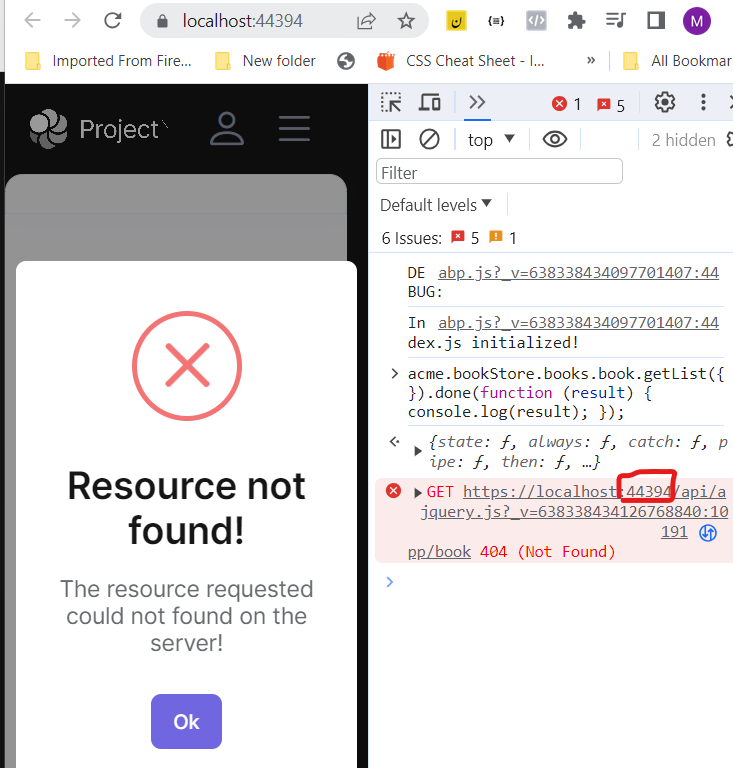 localhost:44394
ن
{≡}
</>
M
Imported From Fire...
New folder
CSS Cheat Sheet - I...
»
All Bookmar
Project
1
5
top
2 hidden
Filter
Default levels
6 Issues:
5
1
DE abp.js?_v=638338434097701407:44
BUG:
In abp.js?_v=638338434097701407:44
dex.js initialized!
acme.bookStore.books.book.getList({
}).done(function (result) {
console.log(result); });
{state: ƒ, always: ƒ, catch: ƒ, p
ipe: ƒ, then: ƒ, …}
GET https://localhost:44394/api/a
jquery.js?_v=638338434126768840:10
191
pp/book 404 (Not Found)
Resource not
found!
The resource requested
could not found on the
server!
Ok